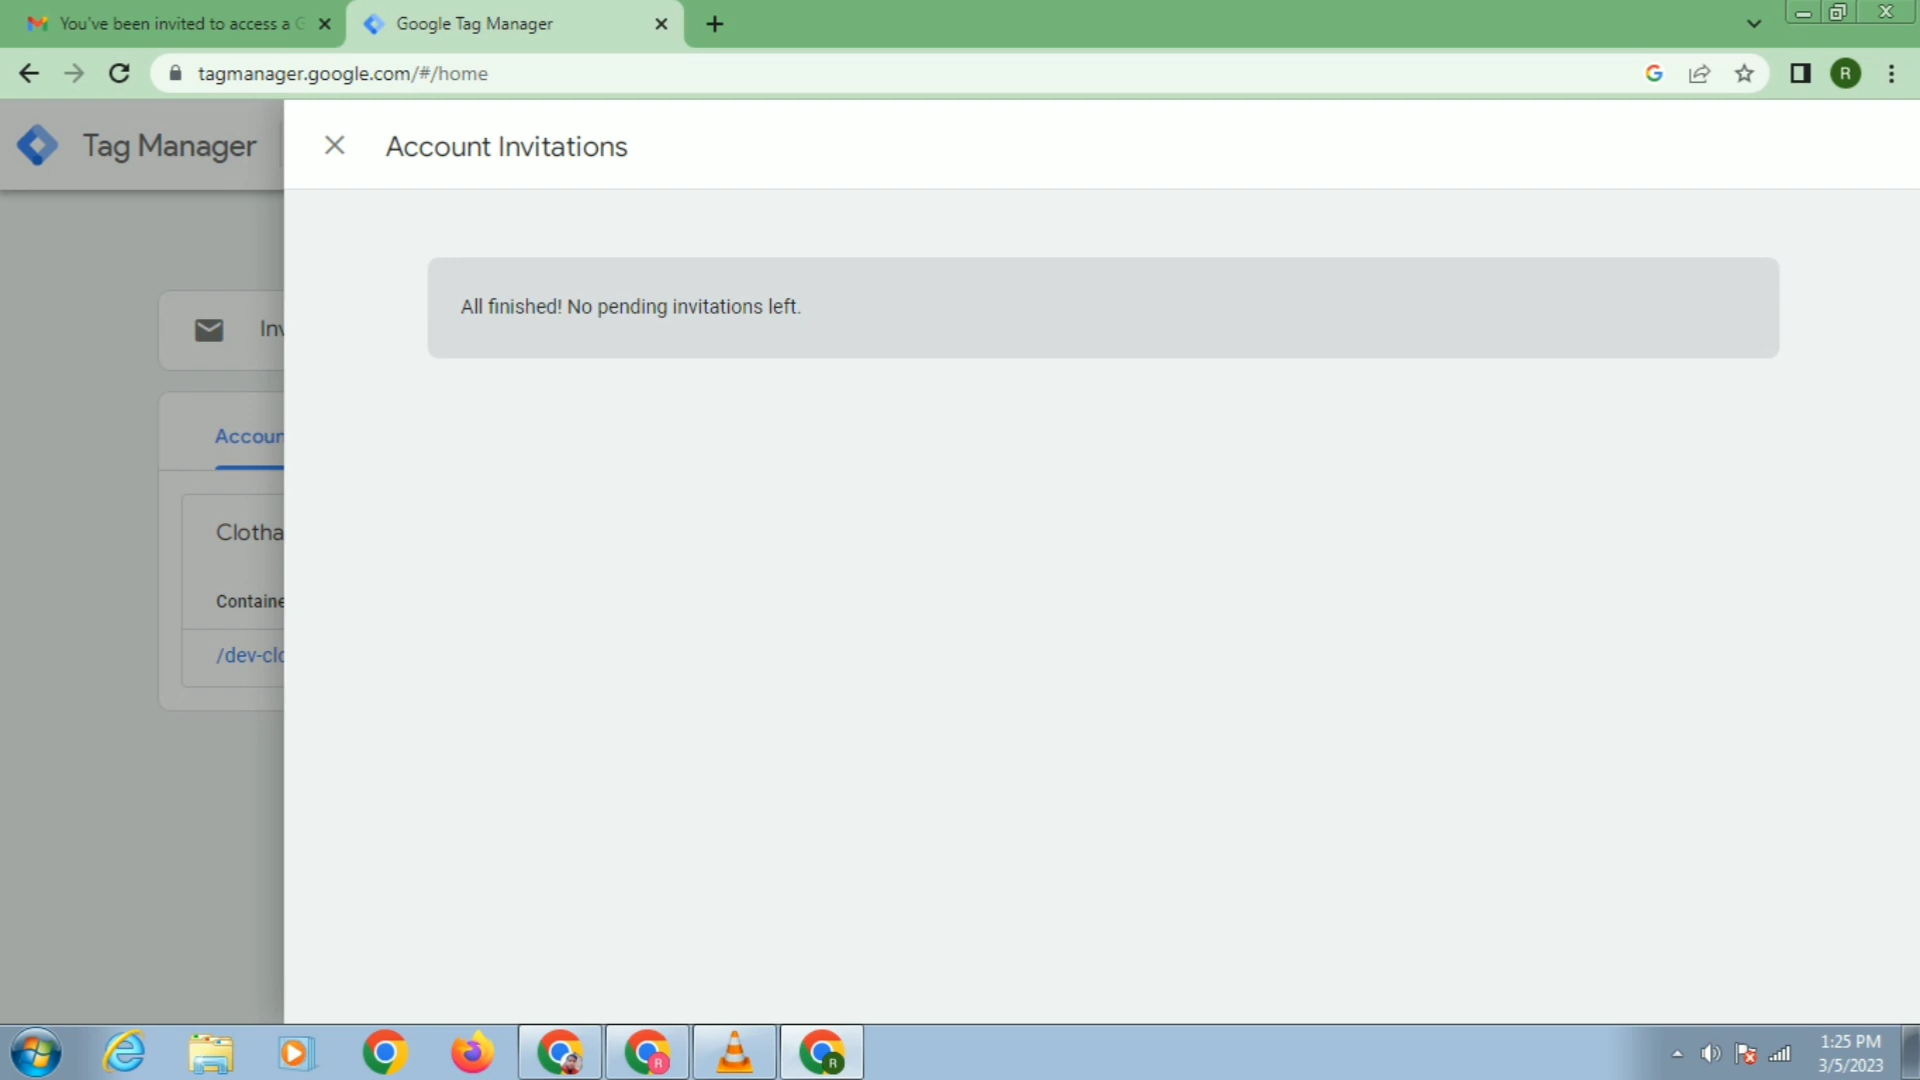 You've been invited to access a G
Google Tag Manager
tagmanager.google.com/#/home
R
Tag Manager
Account Invitations
All finished! No pending invitations left.
Inv
Accoun
Clotha
Containe
/dev-clo
R
R
1:25 PM
3/5/2023